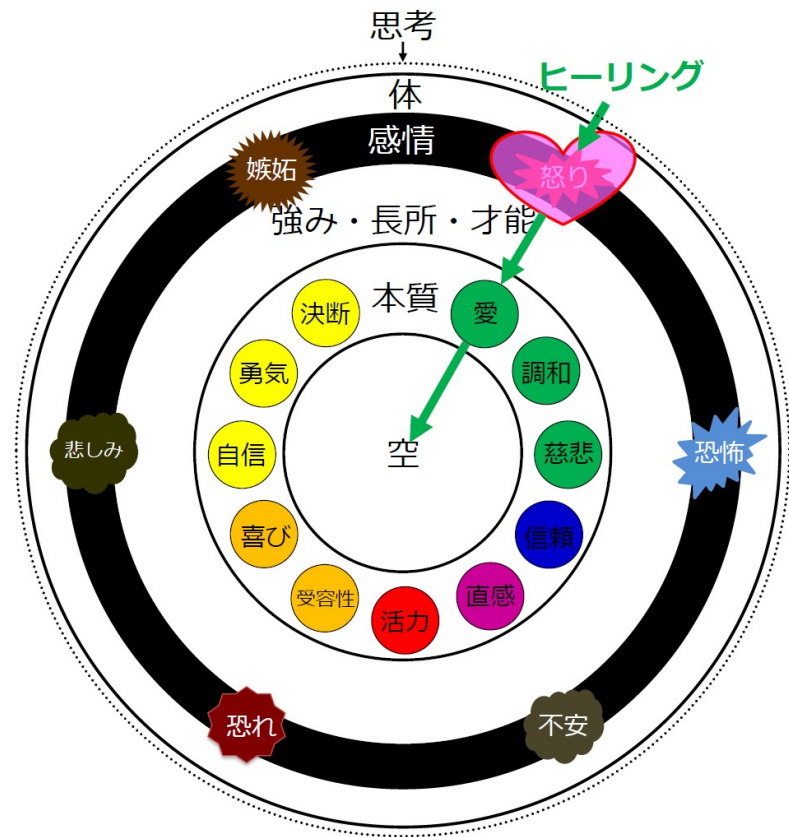 思考
ヒーリング
体
感情
嫉妬
怒り
強み・長所・才能
本質
決断
愛
勇気
調和
悲しみ
自信
空
慈悲
恐怖
喜び
信頼
受容性
活力
直感
恐れ
不安